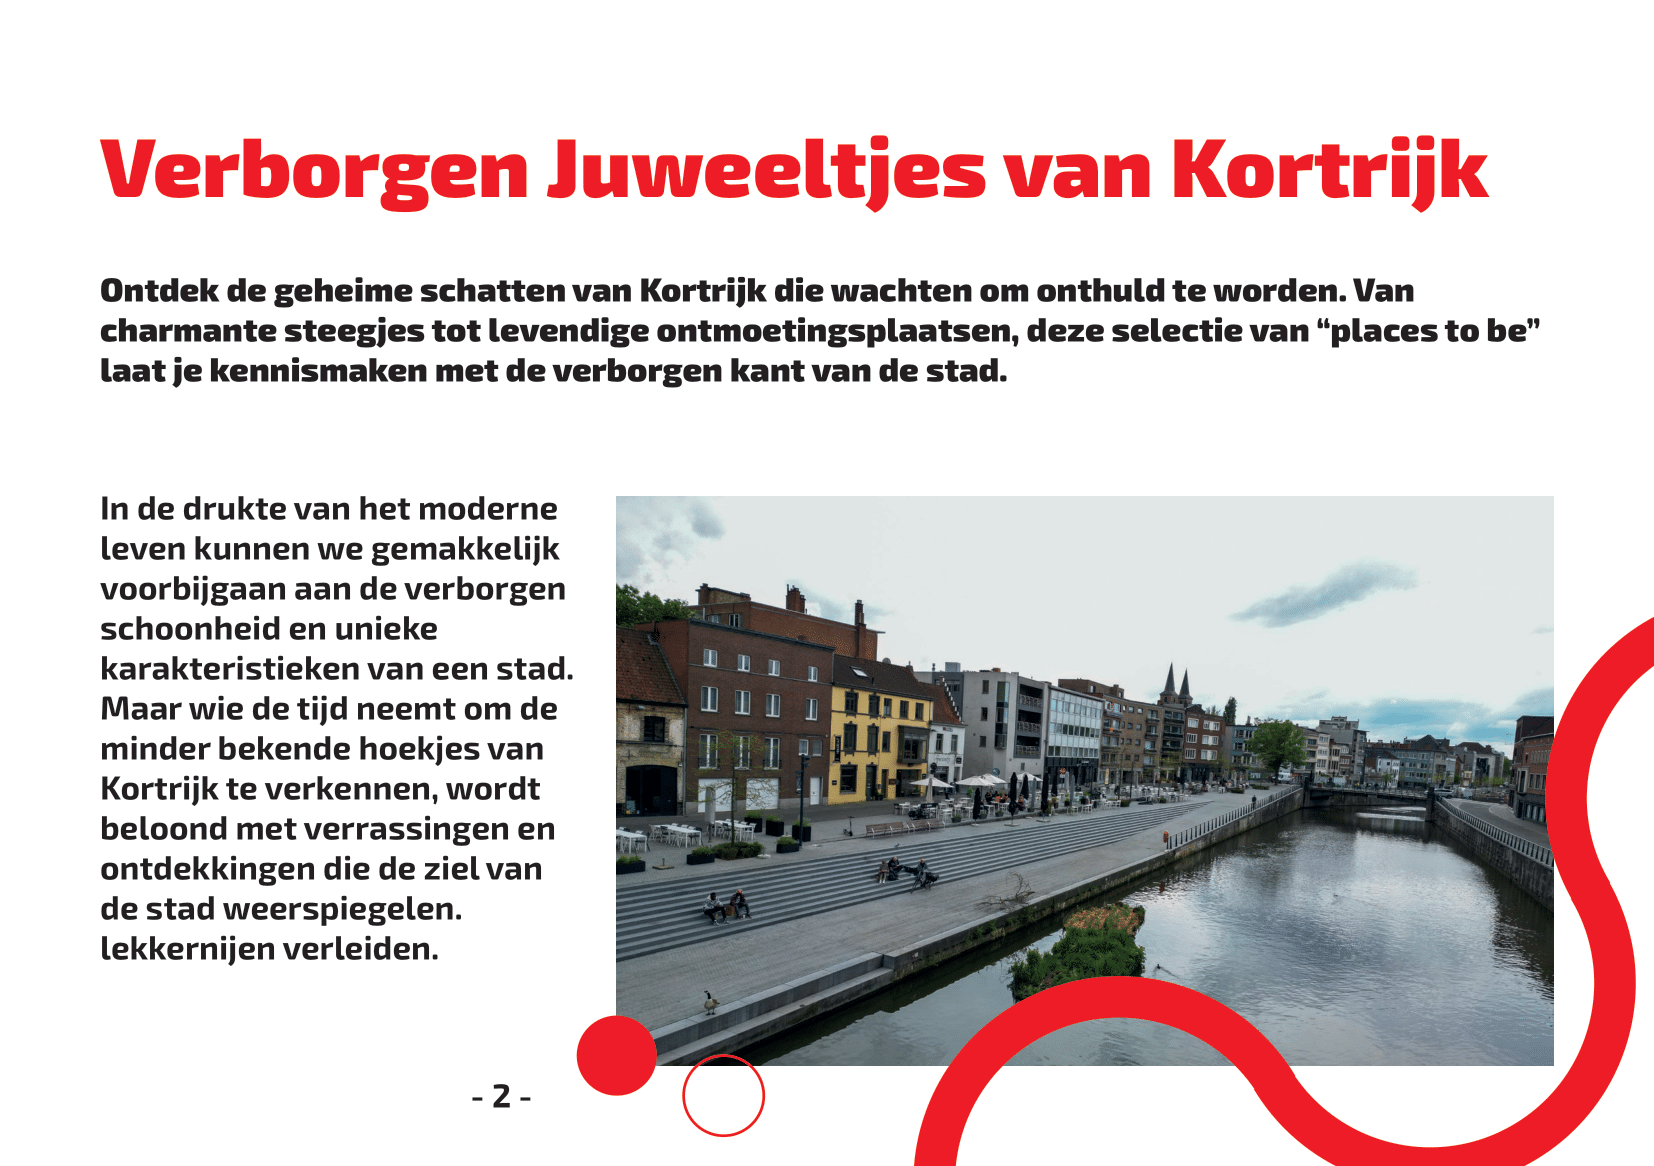 Verborgen Juweeltjes van Kortrijk
Ontdek de geheime schatten van Kortrijk die wachten om onthuld te worden. Van
charmante steegjes tot levendige ontmoetingsplaatsen, deze selectie van “places to be”
laat je kennismaken met de verborgen kant van de stad.
In de drukte van het moderne
leven kunnen we gemakkelijk
voorbijgaan aan de verborgen
schoonheid en unieke
karakteristieken van een stad.
Maar wie de tijd neemt om de
minder bekende hoekjes van
Kortrijk te verkennen, wordt
beloond met verrassingen en
ontdekkingen die de ziel van
de stad weerspiegelen.
lekkernijen verleiden.
- 2 -